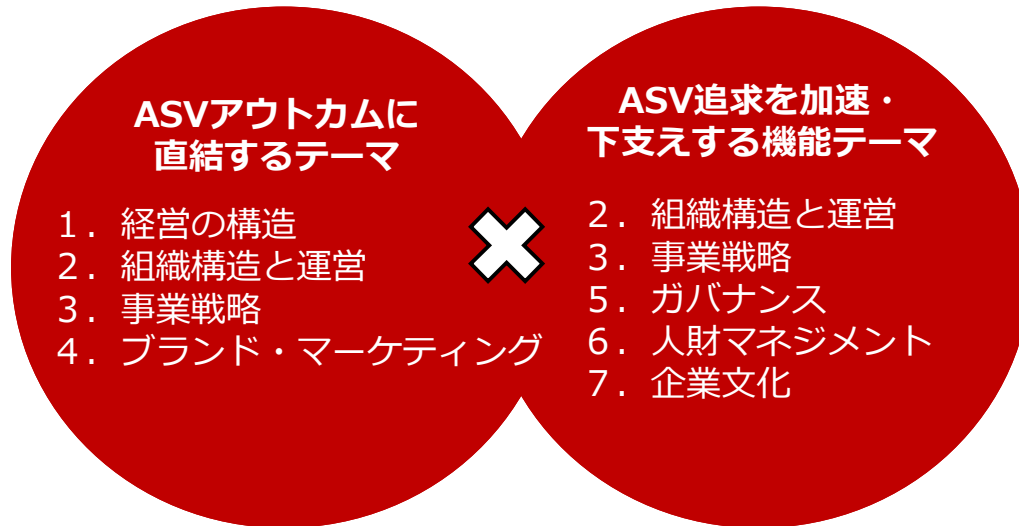 ASVアウトカムに
直結するテーマ
１．経営の構造
２．組織構造と運営
３．事業戦略
４．ブランド・マーケティング
ASV追求を加速・
下支えする機能テーマ
２．組織構造と運営
３．事業戦略
５．ガバナンス
６．人財マネジメント
７．企業文化